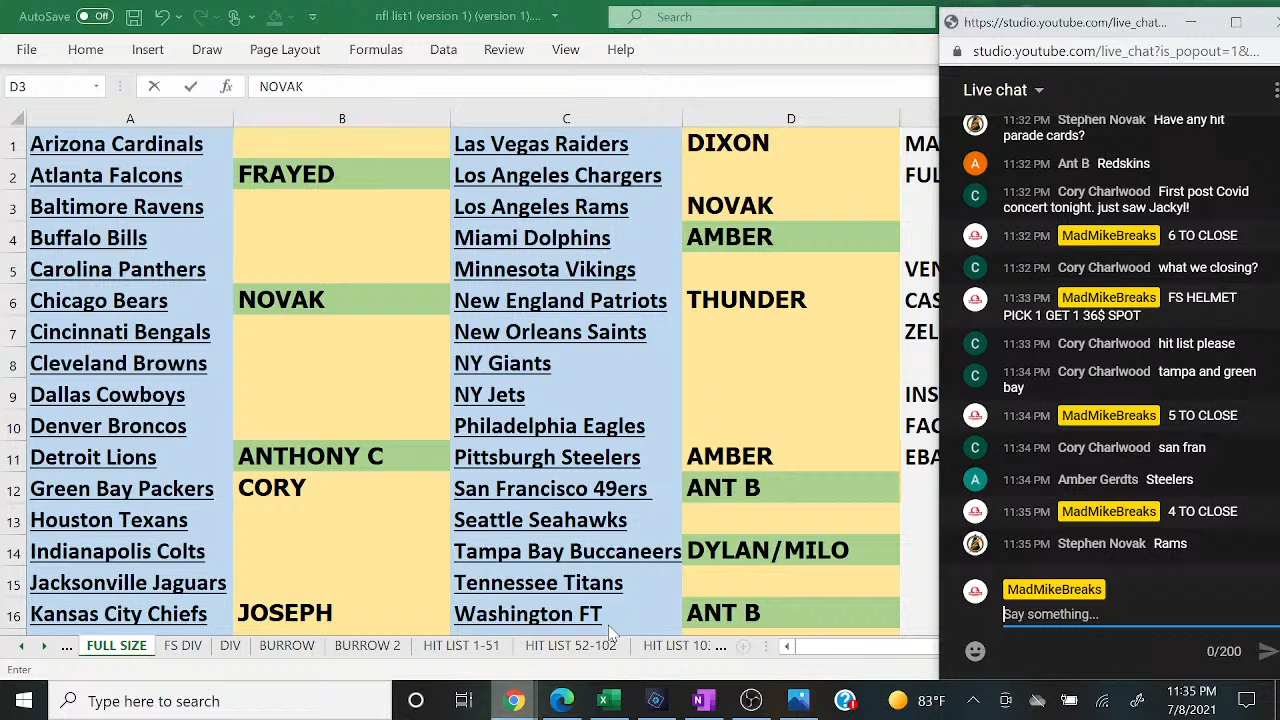 AutoSave Off
nfl list1 (version 1) (version 1)....
Search
File Home Insert Draw Page Layout Formulas Data Review View Help
D3 fx NOVAK
A B C D
Arizona Cardinals Las Vegas Raiders DIXON MA
2 Atlanta Falcons FRAYED Los Angeles Chargers FUL
3 Baltimore Ravens Los Angeles Rams NOVAK
4 Buffalo Bills Miami Dolphins AMBER
5 Carolina Panthers Minnesota Vikings VEN
6 Chicago Bears NOVAK New England Patriots THUNDER CAS
7 Cincinnati Bengals New Orleans Saints ZEL
8 Cleveland Browns NY Giants
9 Dallas Cowboys NY Jets INS
10 Denver Broncos Philadelphia Eagles FAC
11 Detroit Lions ANTHONY C Pittsburgh Steelers AMBER EBA
12 Green Bay Packers CORY San Francisco 49ers ANT B
13 Houston Texans Seattle Seahawks
14 Indianapolis Colts Tampa Bay Buccaneers DYLAN/MILO
15 Jacksonville Jaguars Tennessee Titans
16 Kansas City Chiefs JOSEPH Washington FT ANT B
... FULL SIZE FS DIV DIV BURROW BURROW 2 HIT LIST 1-51 HIT LIST 52-102 HIT LIST 10: ...
Enter
https://studio.youtube.com/live_chat...
studio.youtube.com/live_chat?is_popout=1&...
Live chat
11:32 PM Stephen Novak Have any hit
parade cards?
A 11:32 PM Ant B Redskins
C 11:32 PM Cory Charlwood First post Covid
concert tonight. just saw Jackyl!
11:32 PM MadMikeBreaks 6 TO CLOSE
C 11:32 PM Cory Charlwood what we closing?
11:33 PM MadMikeBreaks FS HELMET
PICK 1 GET 1 36$ SPOT
C 11:33 PM Cory Charlwood hit list please
C 11:34 PM Cory Charlwood tampa and green
bay
11:34 PM MadMikeBreaks 5 TO CLOSE
C 11:34 PM Cory Charlwood san fran
A 11:34 PM Amber Gerdts Steelers
11:35 PM MadMikeBreaks 4 TO CLOSE
11:35 PM Stephen Novak Rams
MadMikeBreaks
Say something...
0/200
Type here to search
83°F
11:35 PM
7/8/2021